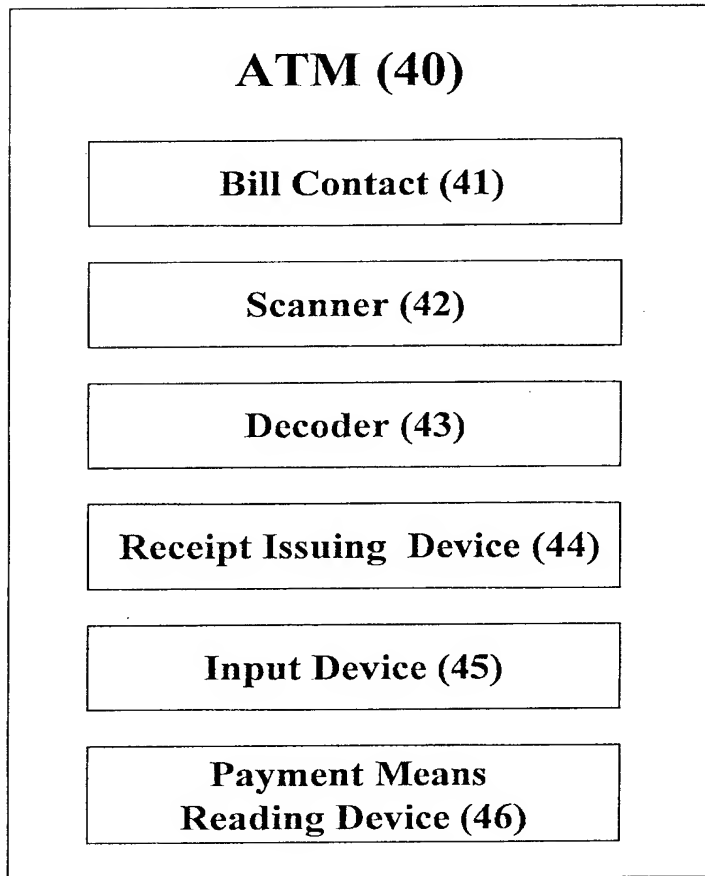 ATM (40)
Bill Contact (41)
Scanner (42)
Decoder (43)
Receipt Issuing Device (44)
Input Device (45)
Payment Means
Reading Device (46)